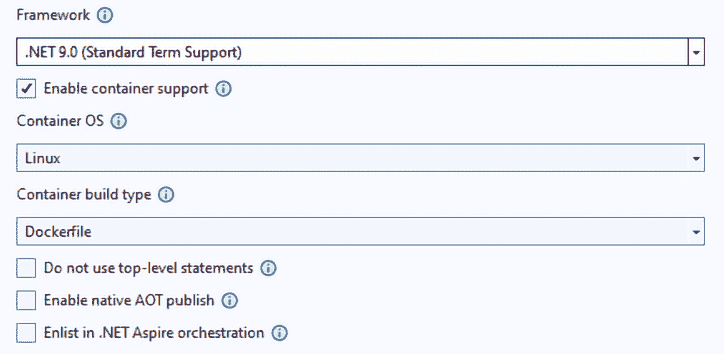 Framework
.NET 9.0 (Standard Term Support)
Enable container support
Container OS
Linux
Container build type
Dockerfile
Do not use top-level statements
Enable native AOT publish
Enlist in .NET Aspire orchestration